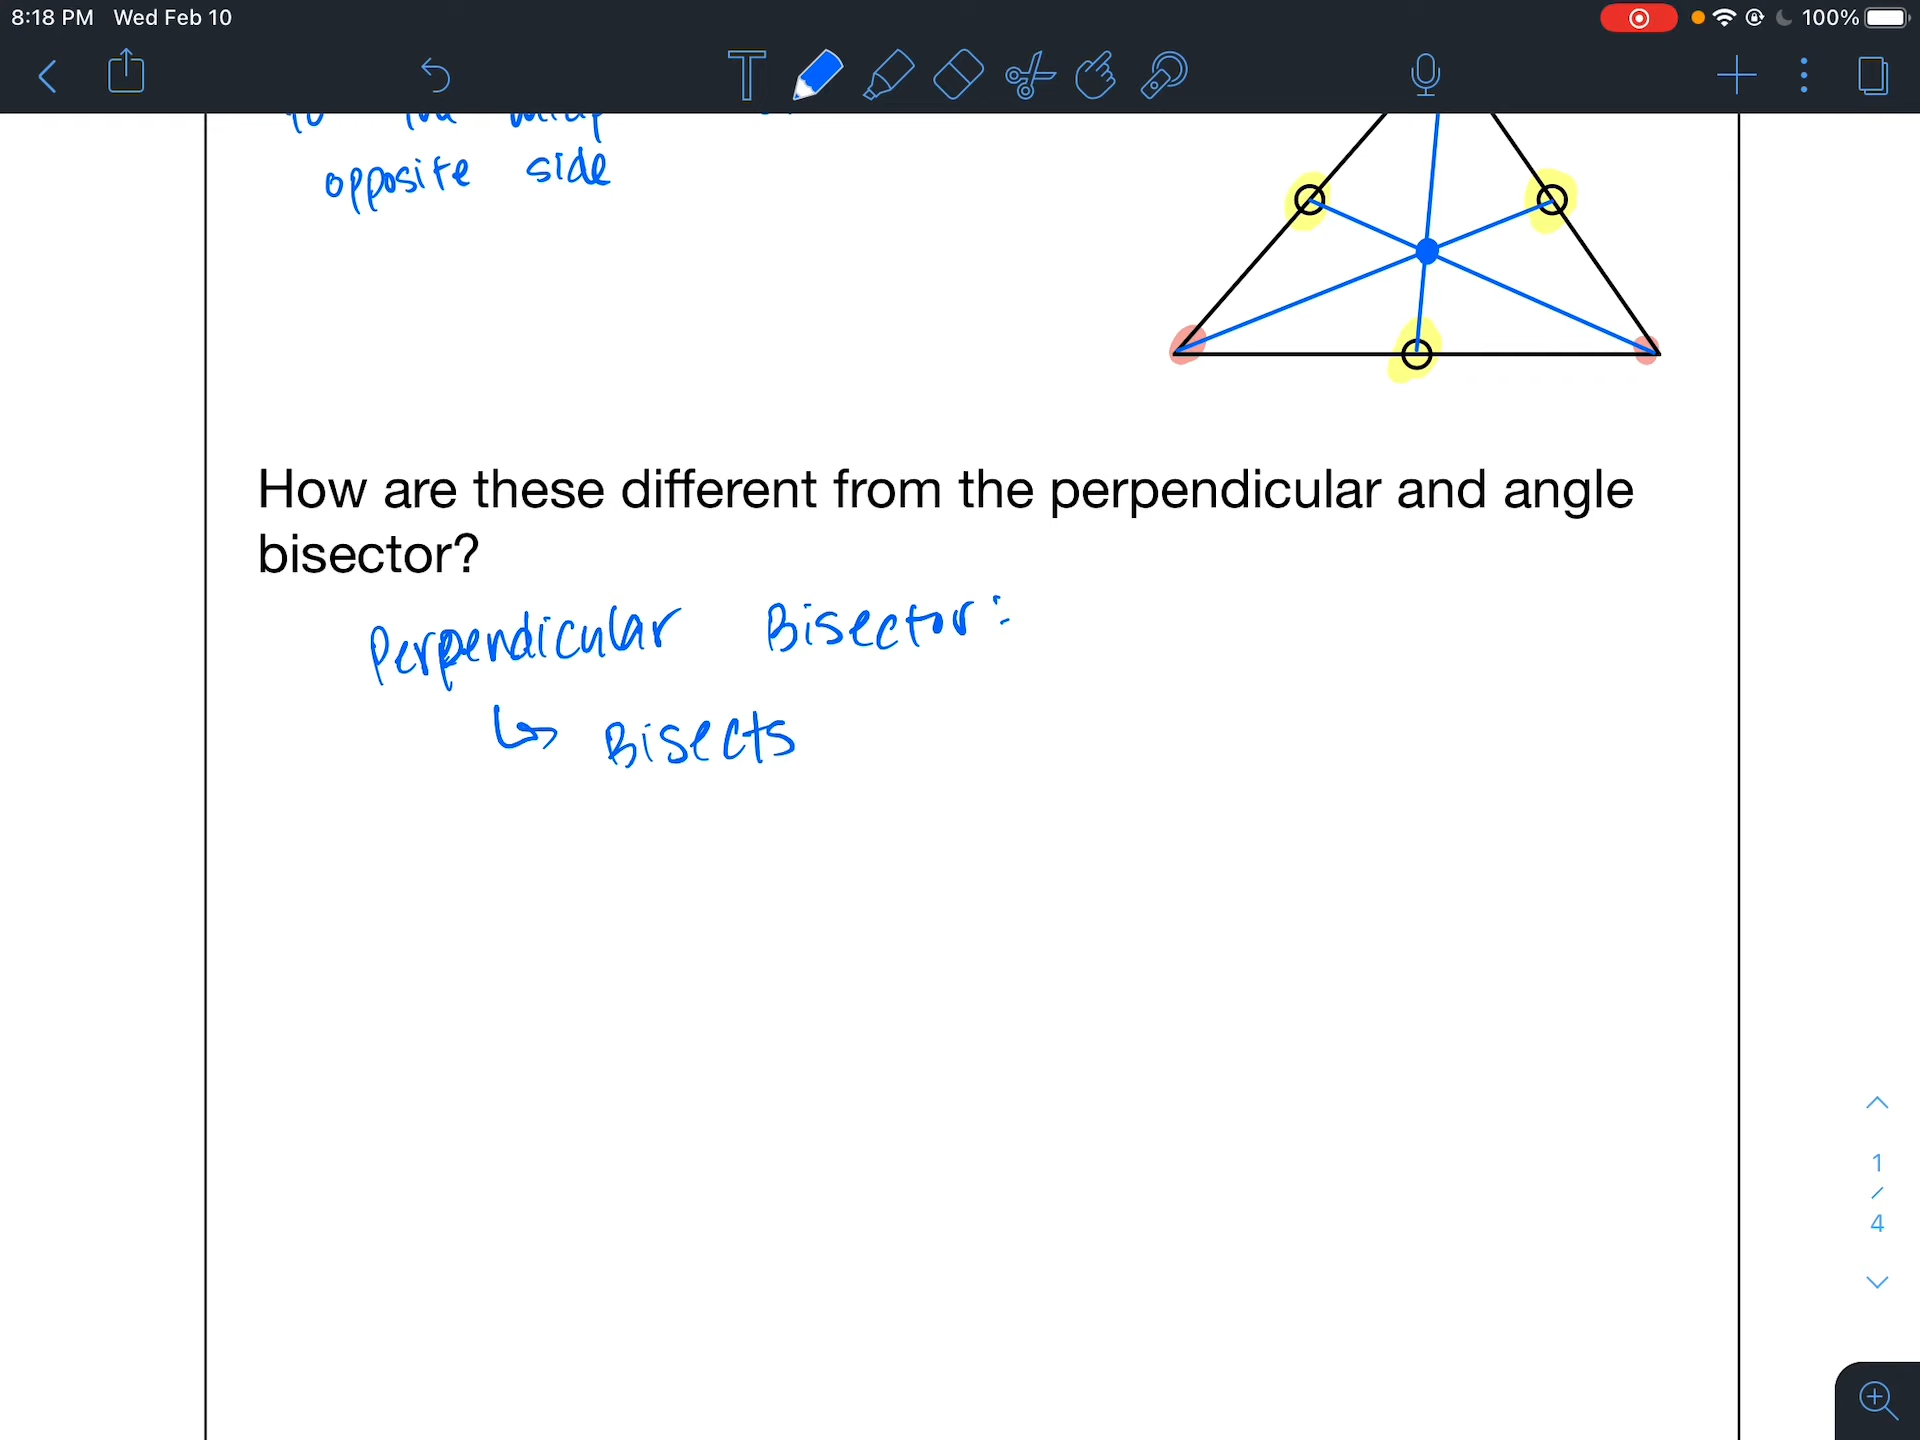 8:18 PM Wed Feb 10
100%
opposite side
How are these different from the perpendicular and angle
bisector?
Perpendicular Bisector:
↳ Bisects
1
/
4